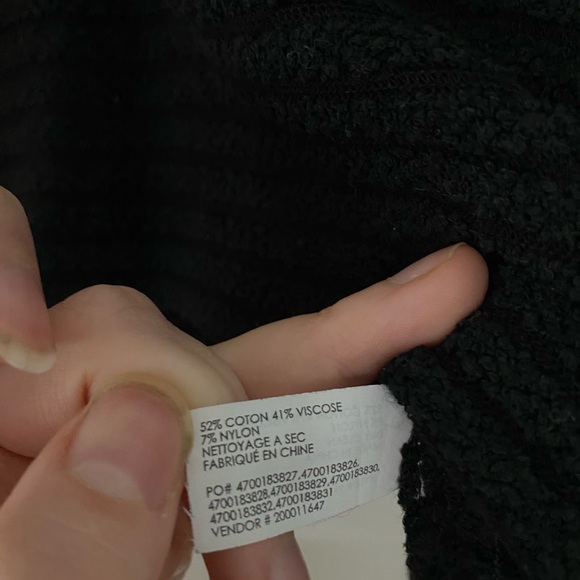 52% COTON 41% VISCOSE
7% NYLON
NETTOYAGE A SEC
FABRIQUÉ EN CHINE
PO# 4700183827,4700183826,
4700183828,4700183829,4700183830,
4700183832,4700183831
VENDOR # 200011647